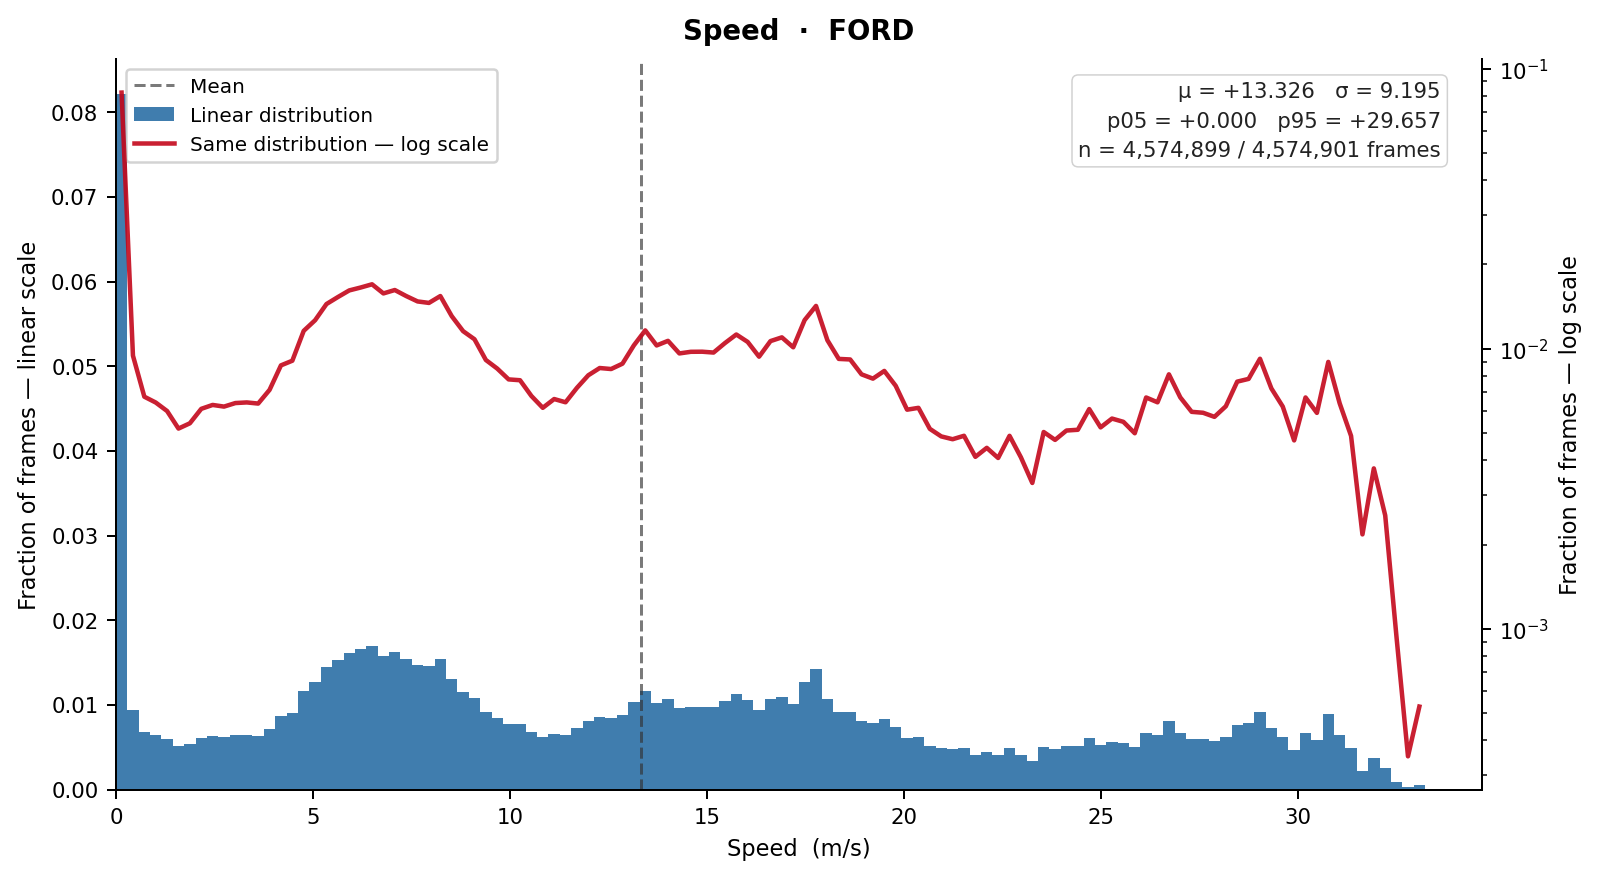 Speed · FORD
Mean
Linear distribution
Same distribution — log scale
μ = +13.326 σ = 9.195
p05 = +0.000 p95 = +29.657
n = 4,574,899 / 4,574,901 frames
Fraction of frames — linear scale
0.08
0.07
0.06
0.05
0.04
0.03
0.02
0.01
0.00
0 5 10 15 20 25 30
Speed (m/s)
10⁻¹
10⁻²
10⁻³
Fraction of frames — log scale